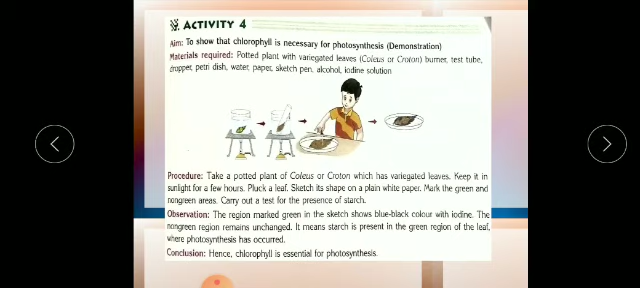 ACTIVITY 4
Aim: To show that chlorophyll is necessary for photosynthesis (Demonstration)
Materials required: Potted plant with variegated leaves (Coleus or Croton) burner, test tube,
dropper, petri dish, water, paper, sketch pen, alcohol, iodine solution
Procedure: Take a potted plant of Coleus or Croton which has variegated leaves. Keep it in
sunlight for a few hours. Pluck a leaf. Sketch its shape on a plain white paper. Mark the green and
nongreen areas. Carry out a test for the presence of starch.
Observation: The region marked green in the sketch shows blue-black colour with iodine. The
nongreen region remains unchanged. It means starch is present in the green region of the leaf,
where photosynthesis has occurred.
Conclusion: Hence, chlorophyll is essential for photosynthesis.